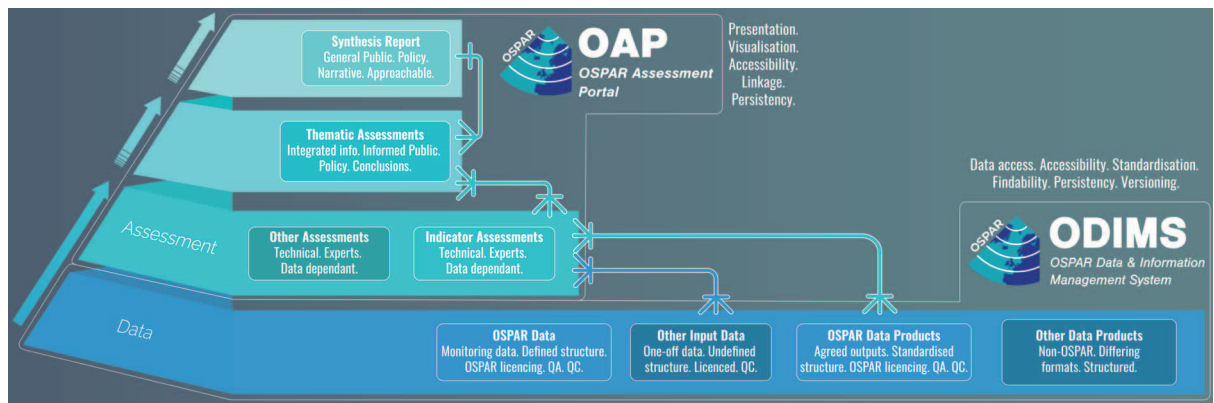 Synthesis Report
General Public. Policy.
Narrative. Approachable.
OSPAR
OAP
OSPAR Assessment
Portal
Presentation.
Visualisation.
Accessibility.
Linkage.
Persistency.
Thematic Assessments
Integrated info. Informed Public.
Policy. Conclusions.
Data access. Accessibility. Standardisation.
Findability. Persistency. Versioning.
Assessment
Other Assessments
Technical. Experts.
Data dependant.
Indicator Assessments
Technical. Experts.
Data dependant.
OSPAR
ODIMS
OSPAR Data & Information
Management System
Data
OSPAR Data
Monitoring data. Defined structure.
OSPAR licencing. QA. QC.
Other Input Data
One-off data. Undefined
structure. Licenced. QC.
OSPAR Data Products
Agreed outputs. Standardised
structure. OSPAR licencing. QA. QC.
Other Data Products
Non-OSPAR. Differing
formats. Structured.